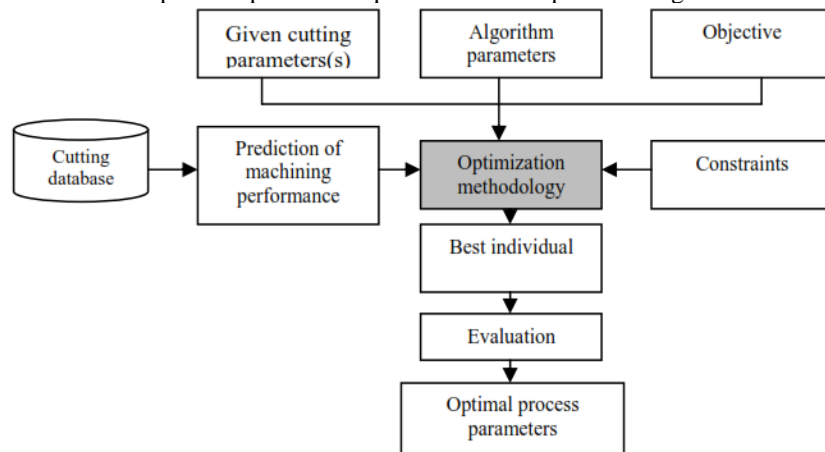 Given cutting
parameters(s)
Algorithm
parameters
Objective
Cutting
database
Prediction of
machining
performance
Optimization
methodology
Constraints
Best individual
Evaluation
Optimal process
parameters